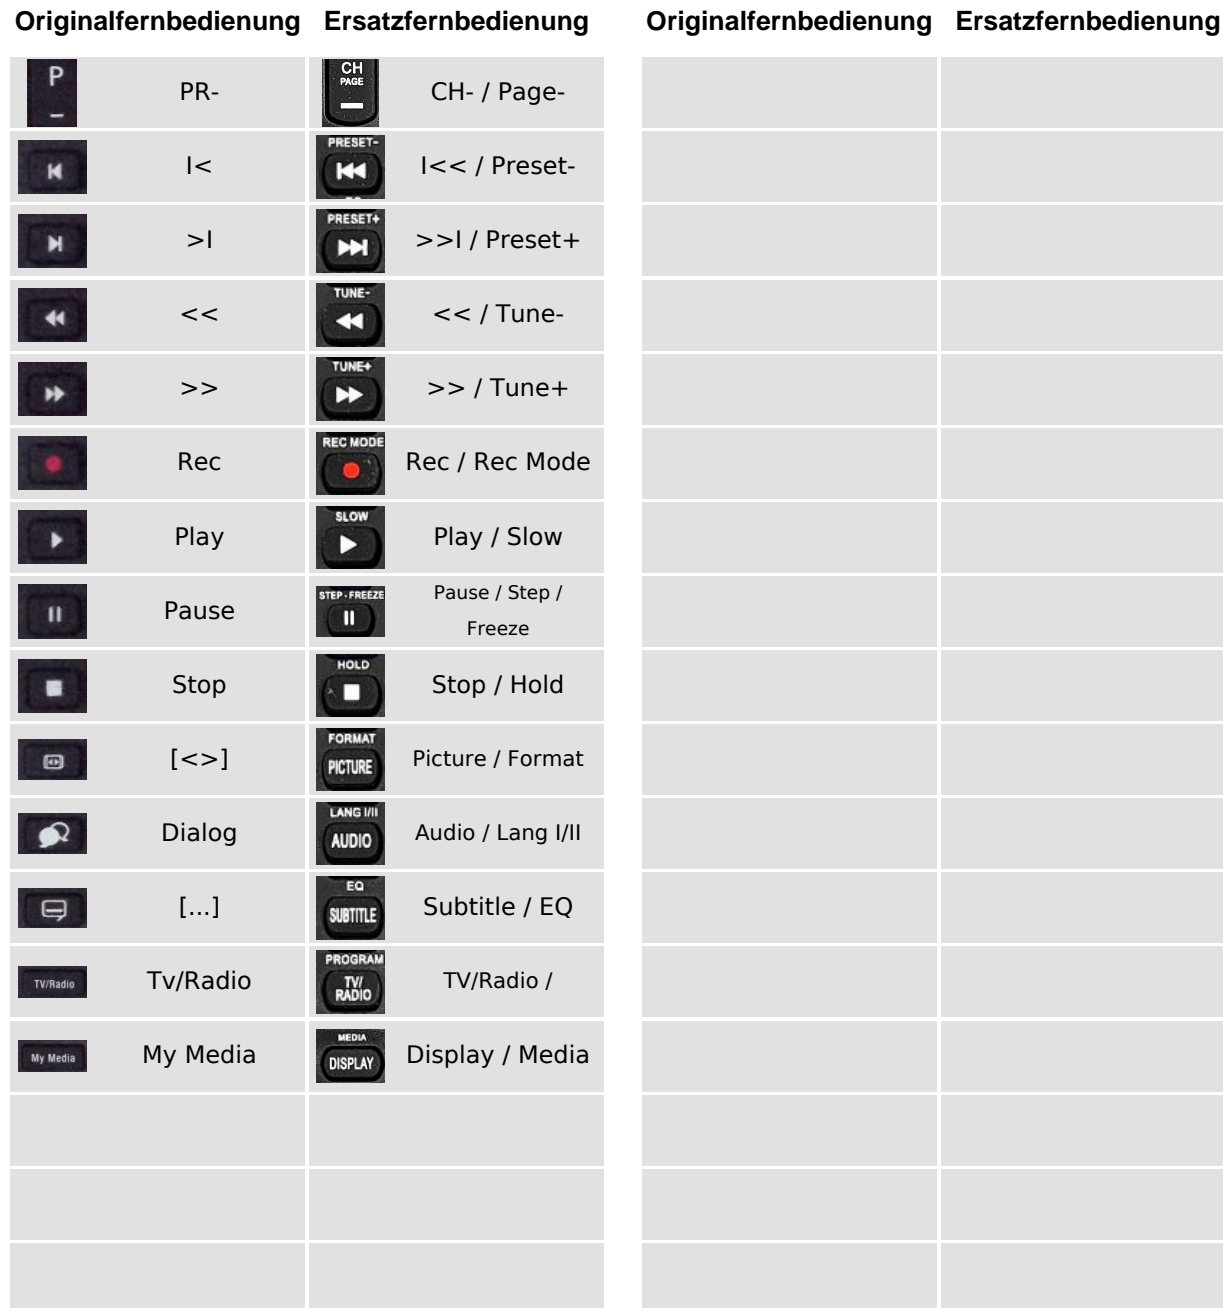 Originalfernbedienung Ersatzfernbedienung Originalfernbedienung Ersatzfernbedienung
P
–
PR-
CH
PAGE
–
CH- / Page-
I<
PRESET-
I<< / Preset-
>I
PRESET+
>>I / Preset+
<<
TUNE-
<< / Tune-
>>
TUNE+
>> / Tune+
Rec
REC MODE
Rec / Rec Mode
Play
SLOW
Play / Slow
Pause
STEP·FREEZE
Pause / Step /
Freeze
Stop
HOLD
Stop / Hold
[<>]
FORMAT
PICTURE
Picture / Format
Dialog
LANG I/II
AUDIO
Audio / Lang I/II
[...]
EQ
SUBTITLE
Subtitle / EQ
TV/Radio
Tv/Radio
PROGRAM
TV/
RADIO
TV/Radio /
My Media
My Media
MEDIA
DISPLAY
Display / Media